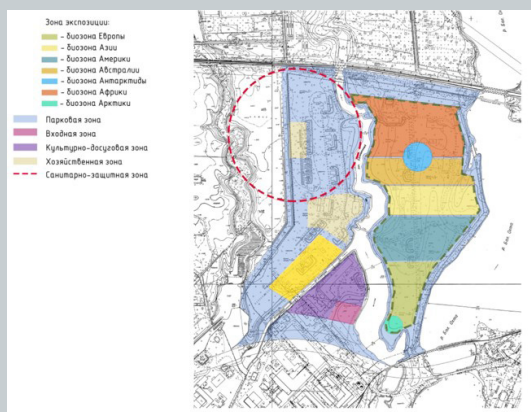 Зона экспозиции:
– биозона Европы
– биозона Азии
– биозона Америки
– биозона Австралии
– биозона Антарктиды
– биозона Африки
– биозона Арктики
Парковая зона
Входная зона
Культурно-досуговая зона
Хозяйственная зона
Санитарно-защитная зона